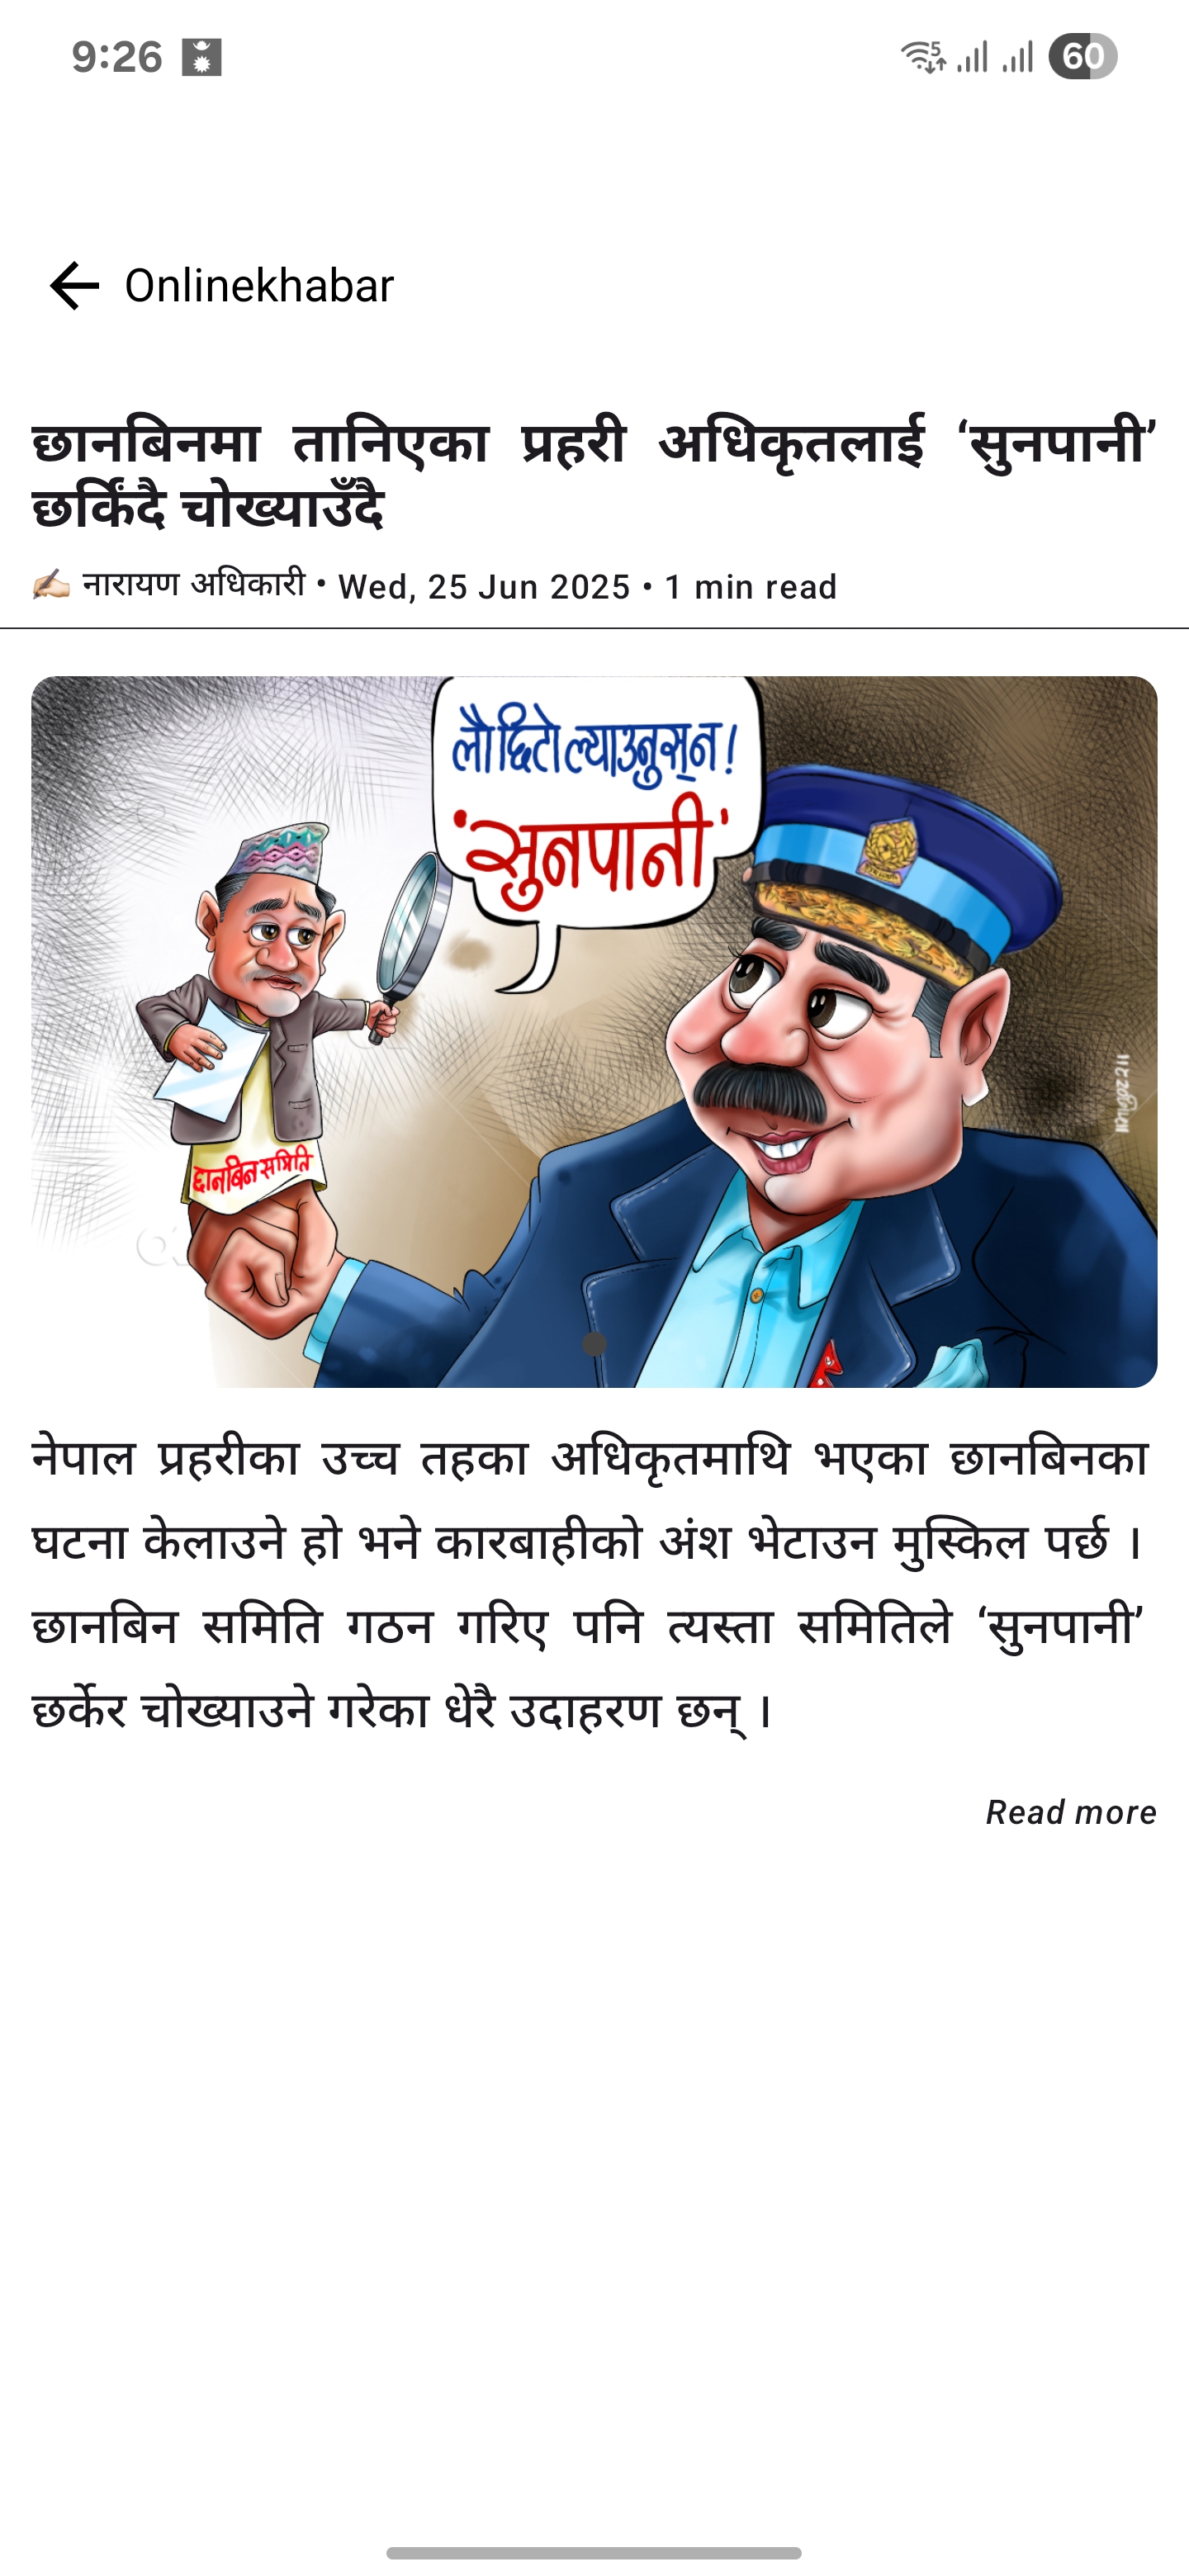 9:26
5
60
Onlinekhabar
छानबिनमा तानिएका प्रहरी अधिकृतलाई ‘सुनपानी’
छर्किंदै चोख्याउँदै
✍🏼 नारायण अधिकारी • Wed, 25 Jun 2025 • 1 min read
लौ छिटो ल्याउनुस् न!
'सुनपानी'
छानबिन समिति
नेपाल प्रहरीका उच्च तहका अधिकृतमाथि भएका छानबिनका
घटना केलाउने हो भने कारबाहीको अंश भेटाउन मुस्किल पर्छ ।
छानबिन समिति गठन गरिए पनि त्यस्ता समितिले ‘सुनपानी’
छर्केर चोख्याउने गरेका धेरै उदाहरण छन् ।
Read more